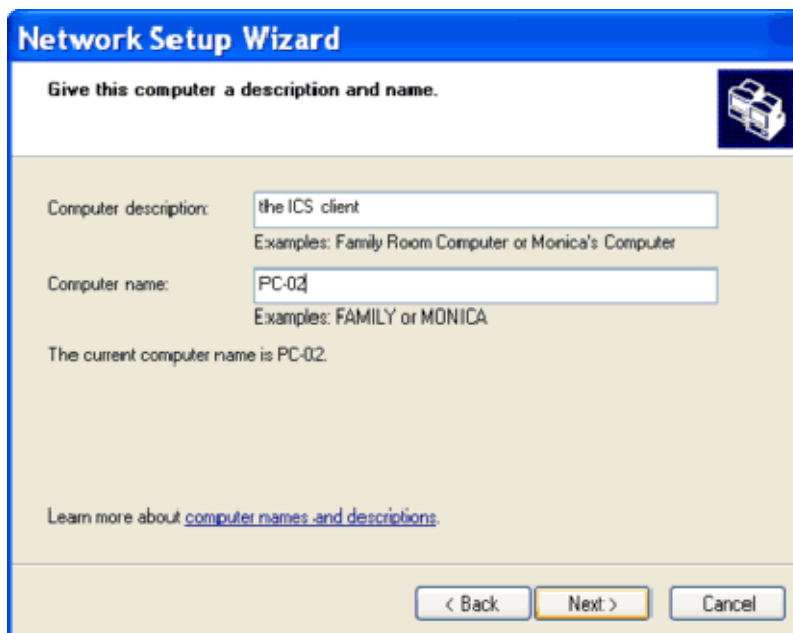 Network Setup Wizard
Give this computer a description and name.
Computer description: the ICS client
Examples: Family Room Computer or Monica's Computer
Computer name: PC-02
Examples: FAMILY or MONICA
The current computer name is PC-02.
Learn more about computer names and descriptions.
< Back Next > Cancel